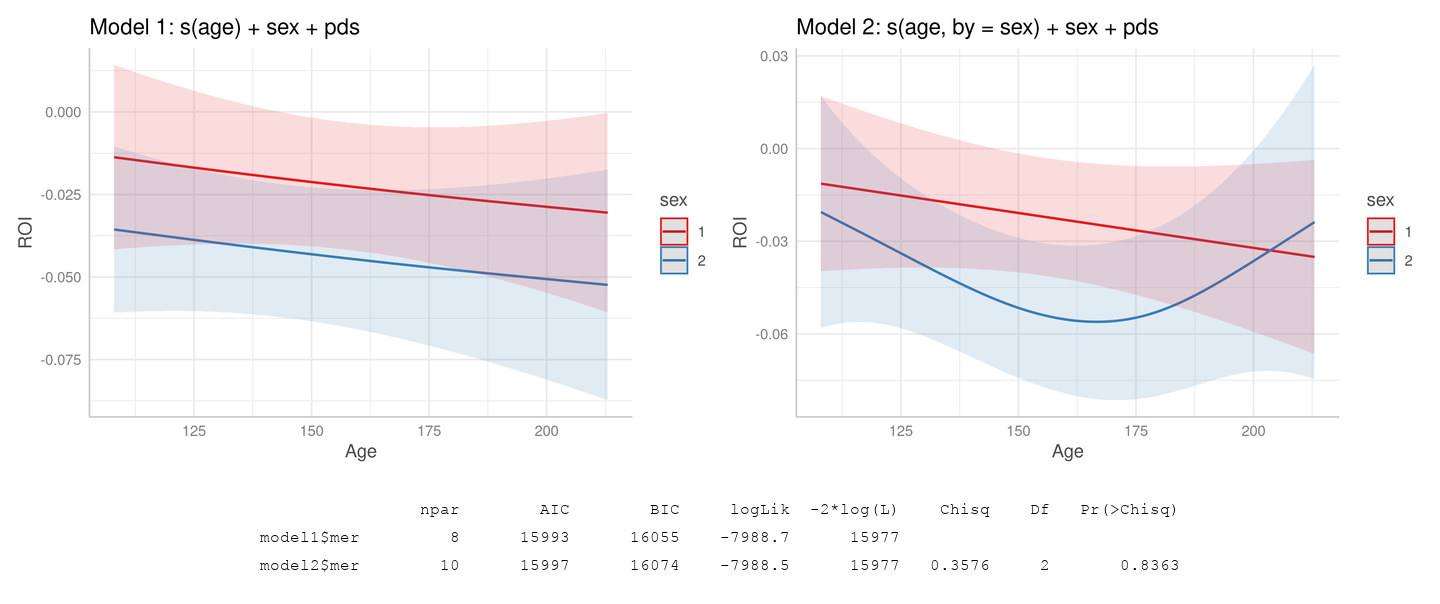 Model 1: s(age) + sex + pds
0.000
-0.025
-0.050
-0.075
ROI
125 150 175 200
Age
sex
1
2
Model 2: s(age, by = sex) + sex + pds
0.03
0.00
-0.03
-0.06
ROI
125 150 175 200
Age
sex
1
2
npar AIC BIC logLik -2*log(L) Chisq Df Pr(>Chisq)
model1$mer 8 15993 16055 -7988.7 15977
model2$mer 10 15997 16074 -7988.5 15977 0.3576 2 0.8363